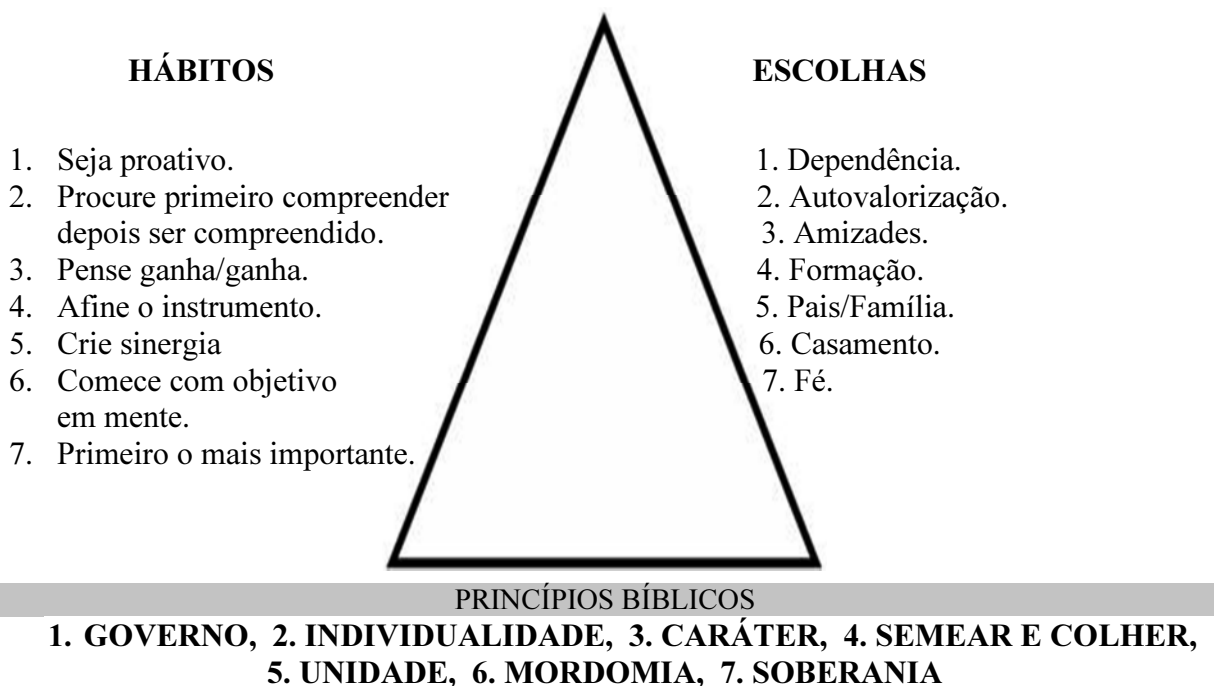 HÁBITOS
1. Seja proativo.
2. Procure primeiro compreender
depois ser compreendido.
3. Pense ganha/ganha.
4. Afine o instrumento.
5. Crie sinergia
6. Comece com objetivo
em mente.
7. Primeiro o mais importante.
ESCOLHAS
1. Dependência.
2. Autovalorização.
3. Amizades.
4. Formação.
5. Pais/Família.
6. Casamento.
7. Fé.
PRINCÍPIOS BÍBLICOS
1. GOVERNO, 2. INDIVIDUALIDADE, 3. CARÁTER, 4. SEMEAR E COLHER,
5. UNIDADE, 6. MORDOMIA, 7. SOBERANIA